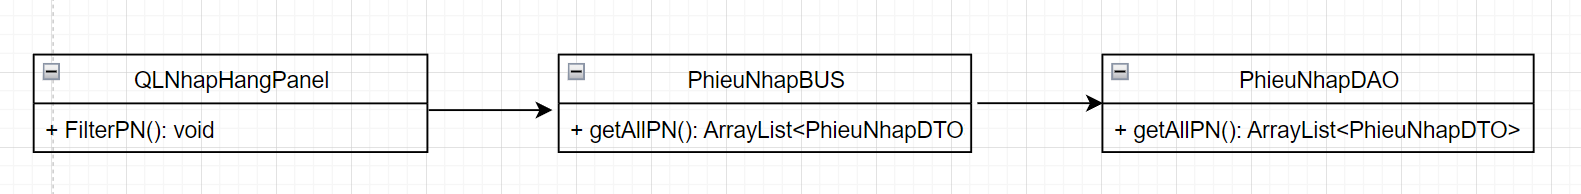 QLNhapHangPanel
+ FilterPN(): void
PhieuNhapBUS
+ getAllPN(): ArrayList<PhieuNhapDTO
PhieuNhapDAO
+ getAllPN(): ArrayList<PhieuNhapDTO>